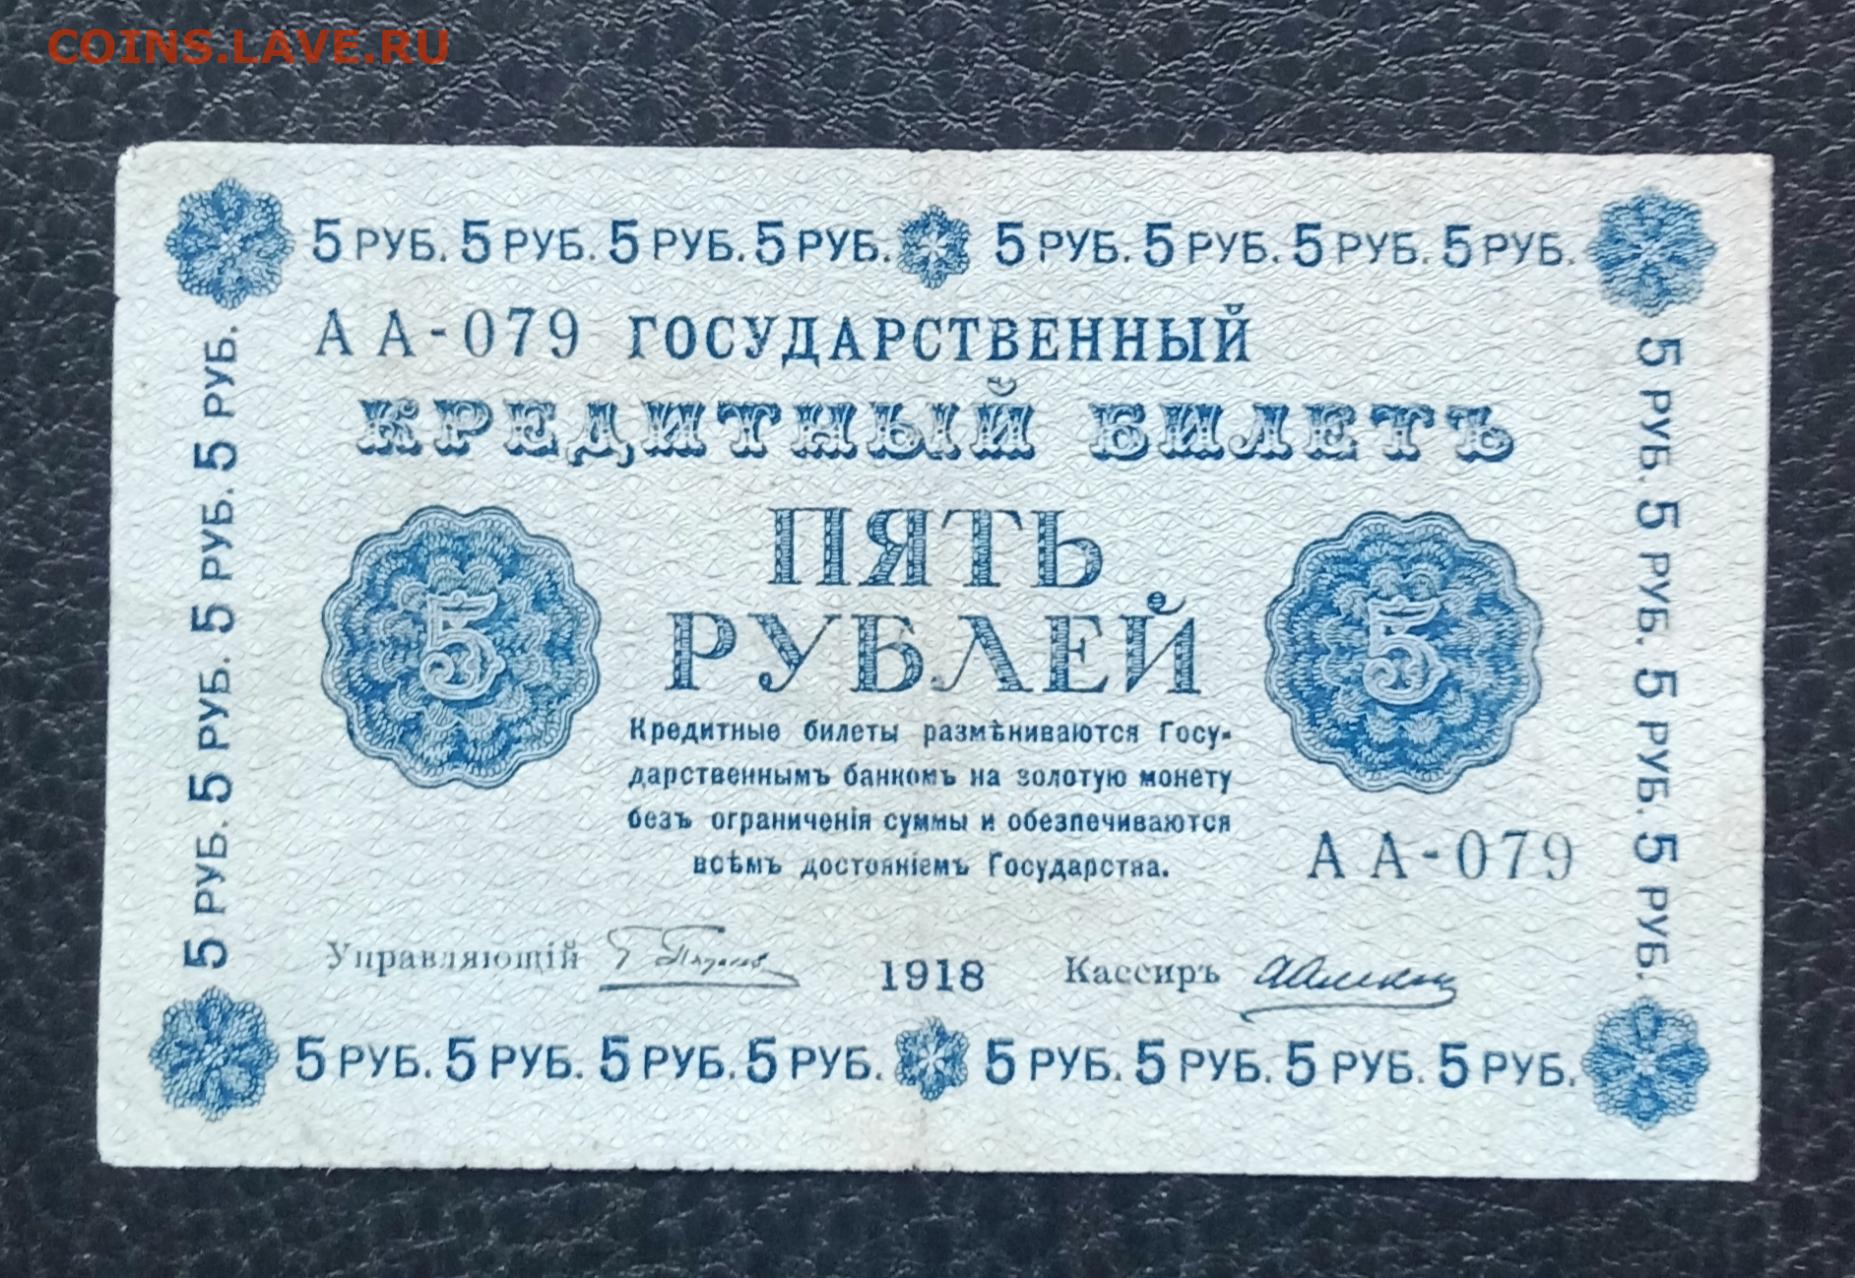 COINS.LAVE.RU
5 РУБ. 5 РУБ. 5 РУБ. 5 РУБ. 5 РУБ. 5 РУБ. 5 РУБ. 5 РУБ.
АА-079 ГОСУДАРСТВЕННЫЙ
КРЕДИТНЫЙ БИЛЕТЪ
ПЯТЬ
РУБЛЕЙ
5
5
Кредитные билеты размѣниваются Госу-
дарственнымъ банкомъ на золотую монету
безъ ограниченія суммы и обезпечиваются
всѣмъ достояніемъ Государства.
АА-079
Управляющій
1918
Кассиръ
5 РУБ. 5 РУБ. 5 РУБ. 5 РУБ. 5 РУБ. 5 РУБ. 5 РУБ. 5 РУБ.
5 РУБ. 5 РУБ. 5 РУБ. 5 РУБ.
5 РУБ. 5 РУБ. 5 РУБ. 5 РУБ.